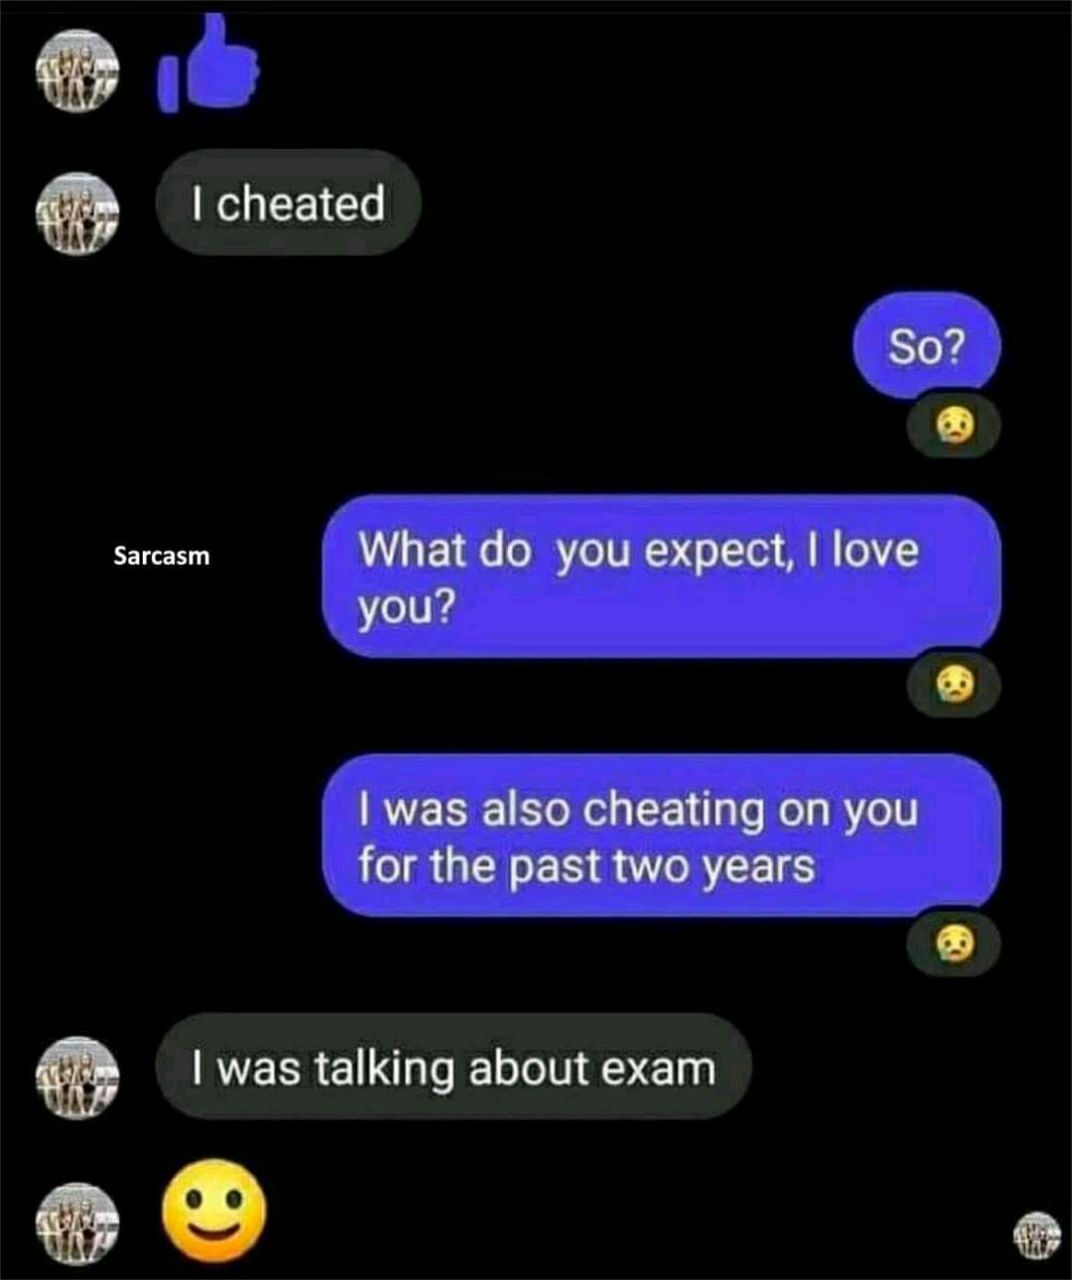 I cheated
So?
Sarcasm
What do  you expect, I love
you?
I was also cheating on you
for the past two years
I was talking about exam